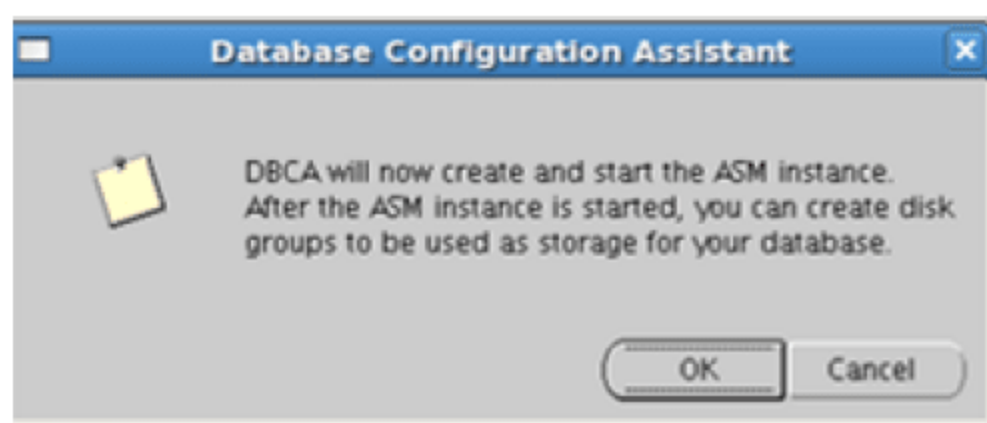 Database Configuration Assistant
DBCA will now create and start the ASM instance.
After the ASM instance is started, you can create disk
groups to be used as storage for your database.
OK Cancel